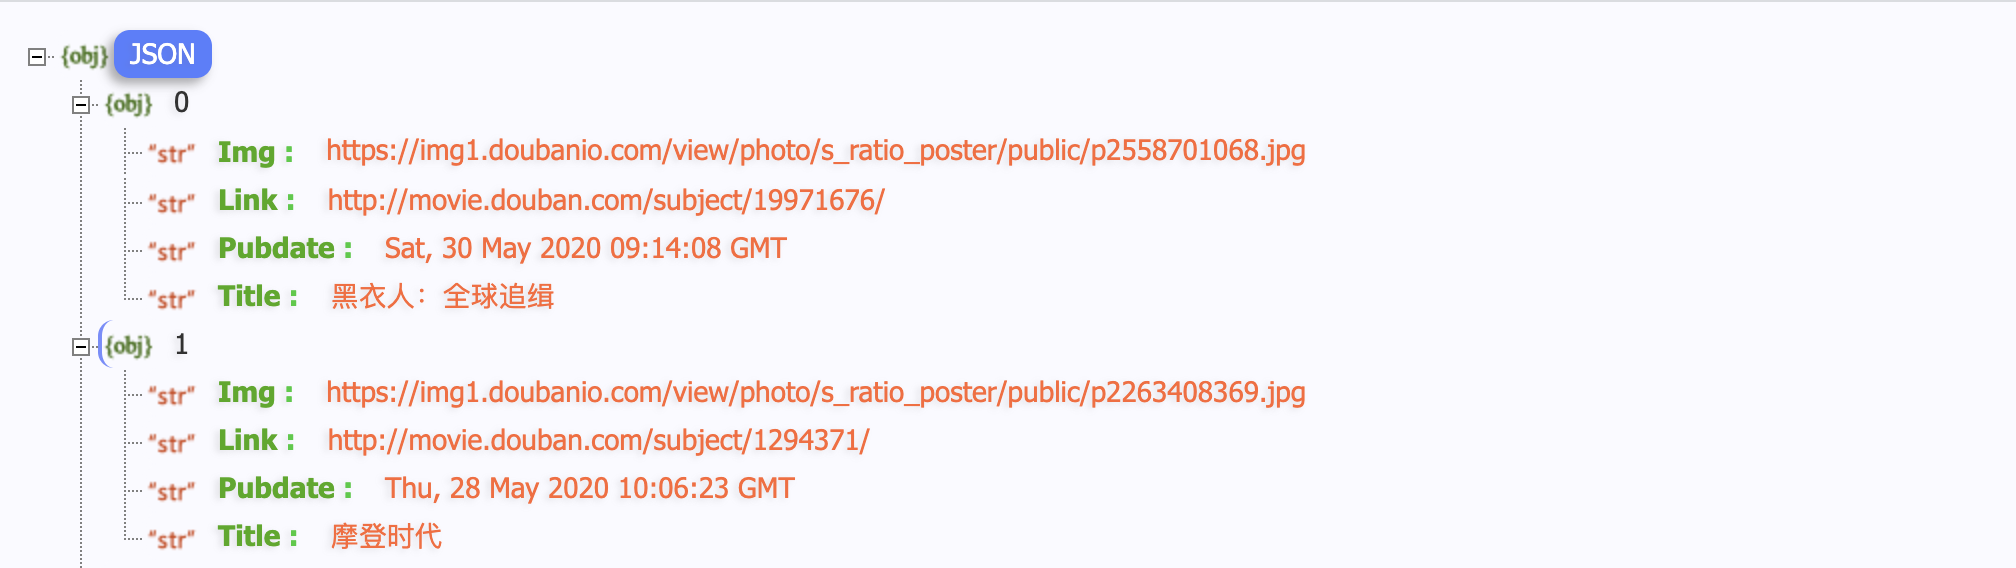 {obj} JSON
{obj} 0
"str" Img : https://img1.doubanio.com/view/photo/s_ratio_poster/public/p2558701068.jpg
"str" Link : http://movie.douban.com/subject/19971676/
"str" Pubdate : Sat, 30 May 2020 09:14:08 GMT
"str" Title : 黑衣人：全球追缉
{obj} 1
"str" Img : https://img1.doubanio.com/view/photo/s_ratio_poster/public/p2263408369.jpg
"str" Link : http://movie.douban.com/subject/1294371/
"str" Pubdate : Thu, 28 May 2020 10:06:23 GMT
"str" Title : 摩登时代